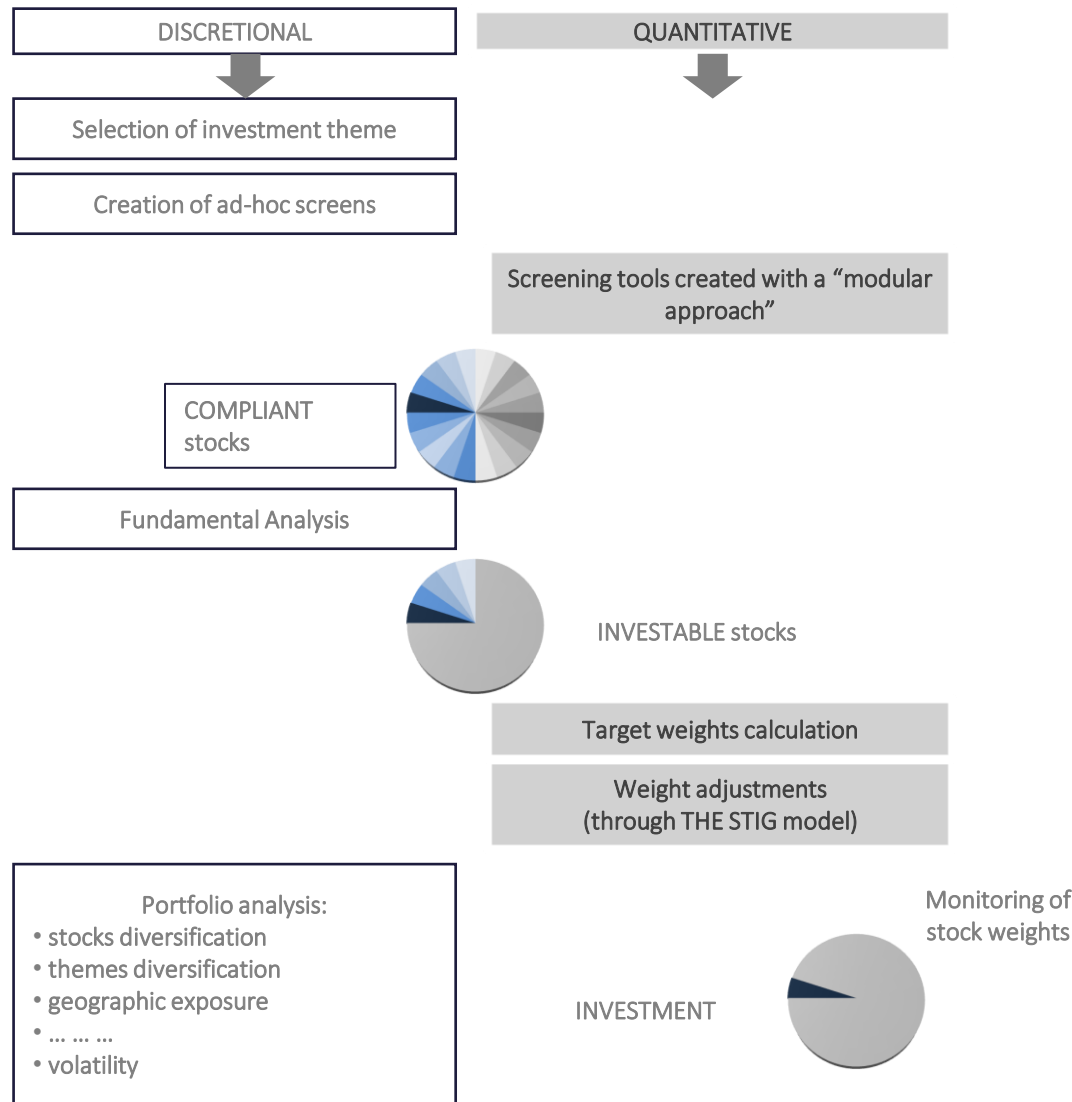 DISCRETIONAL
QUANTITATIVE
Selection of investment theme
Creation of ad-hoc screens
Screening tools created with a “modular
approach”
COMPLIANT
stocks
Fundamental Analysis
INVESTABLE stocks
Target weights calculation
Weight adjustments
(through THE STIG model)
Portfolio analysis:
• stocks diversification
• themes diversification
• geographic exposure
• ... ... ...
• volatility
Monitoring of
stock weights
INVESTMENT